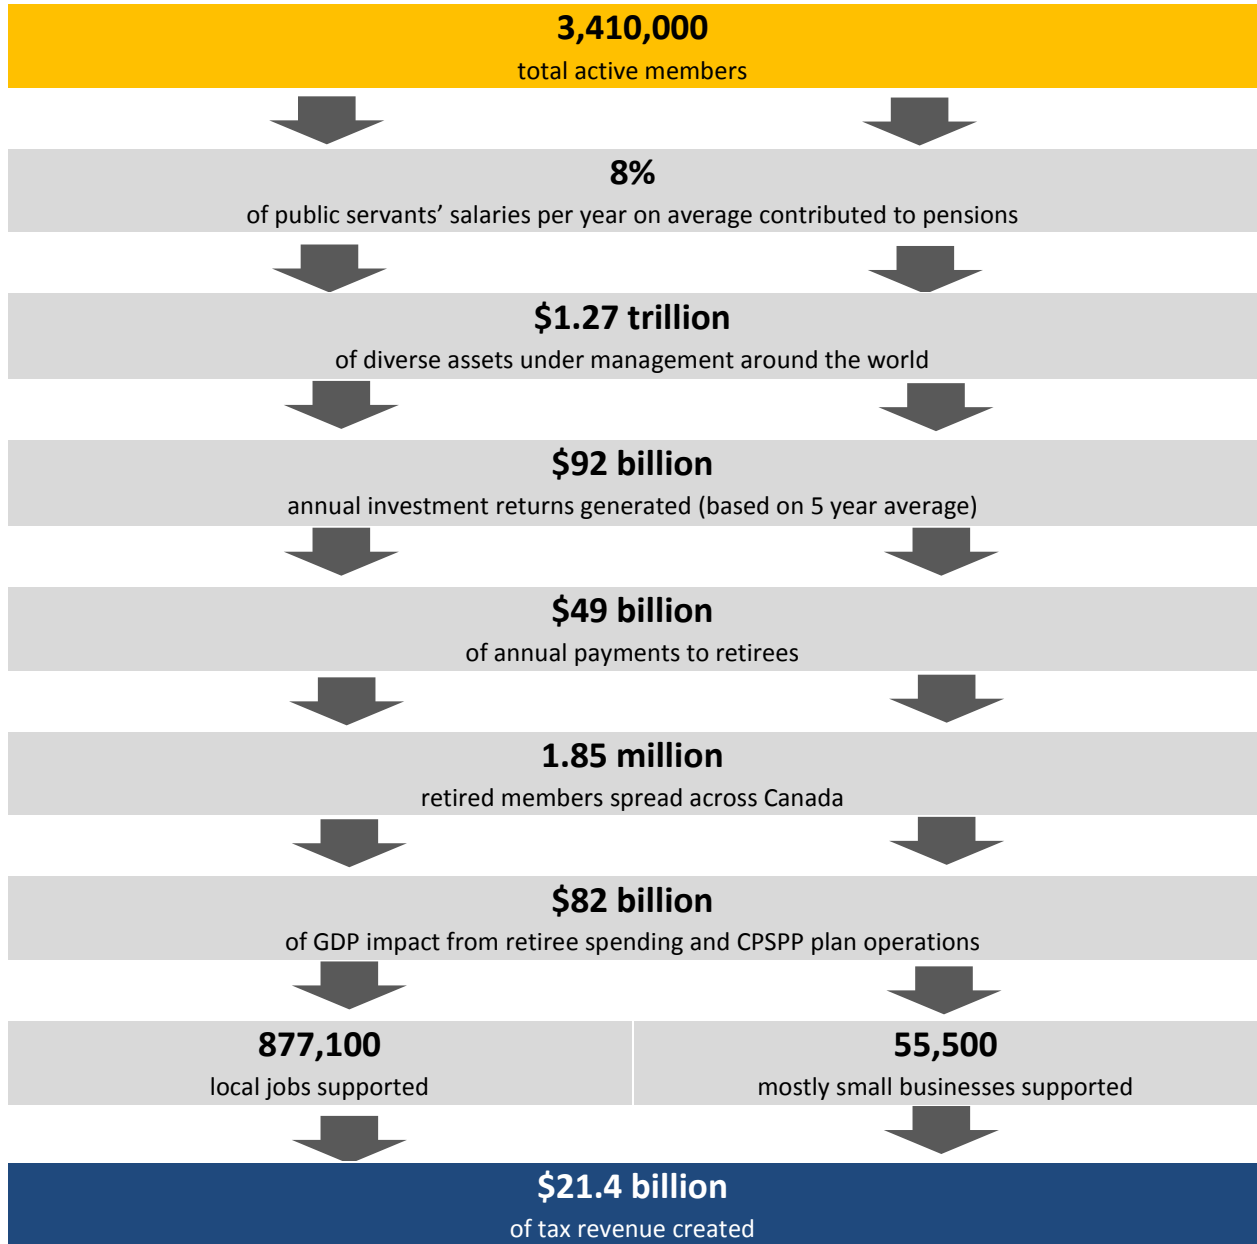 3,410,000
total active members
8%
of public servants’ salaries per year on average contributed to pensions
$1.27 trillion
of diverse assets under management around the world
$92 billion
annual investment returns generated (based on 5 year average)
$49 billion
of annual payments to retirees
1.85 million
retired members spread across Canada
$82 billion
of GDP impact from retiree spending and CPSPP plan operations
877,100
local jobs supported
55,500
mostly small businesses supported
$21.4 billion
of tax revenue created